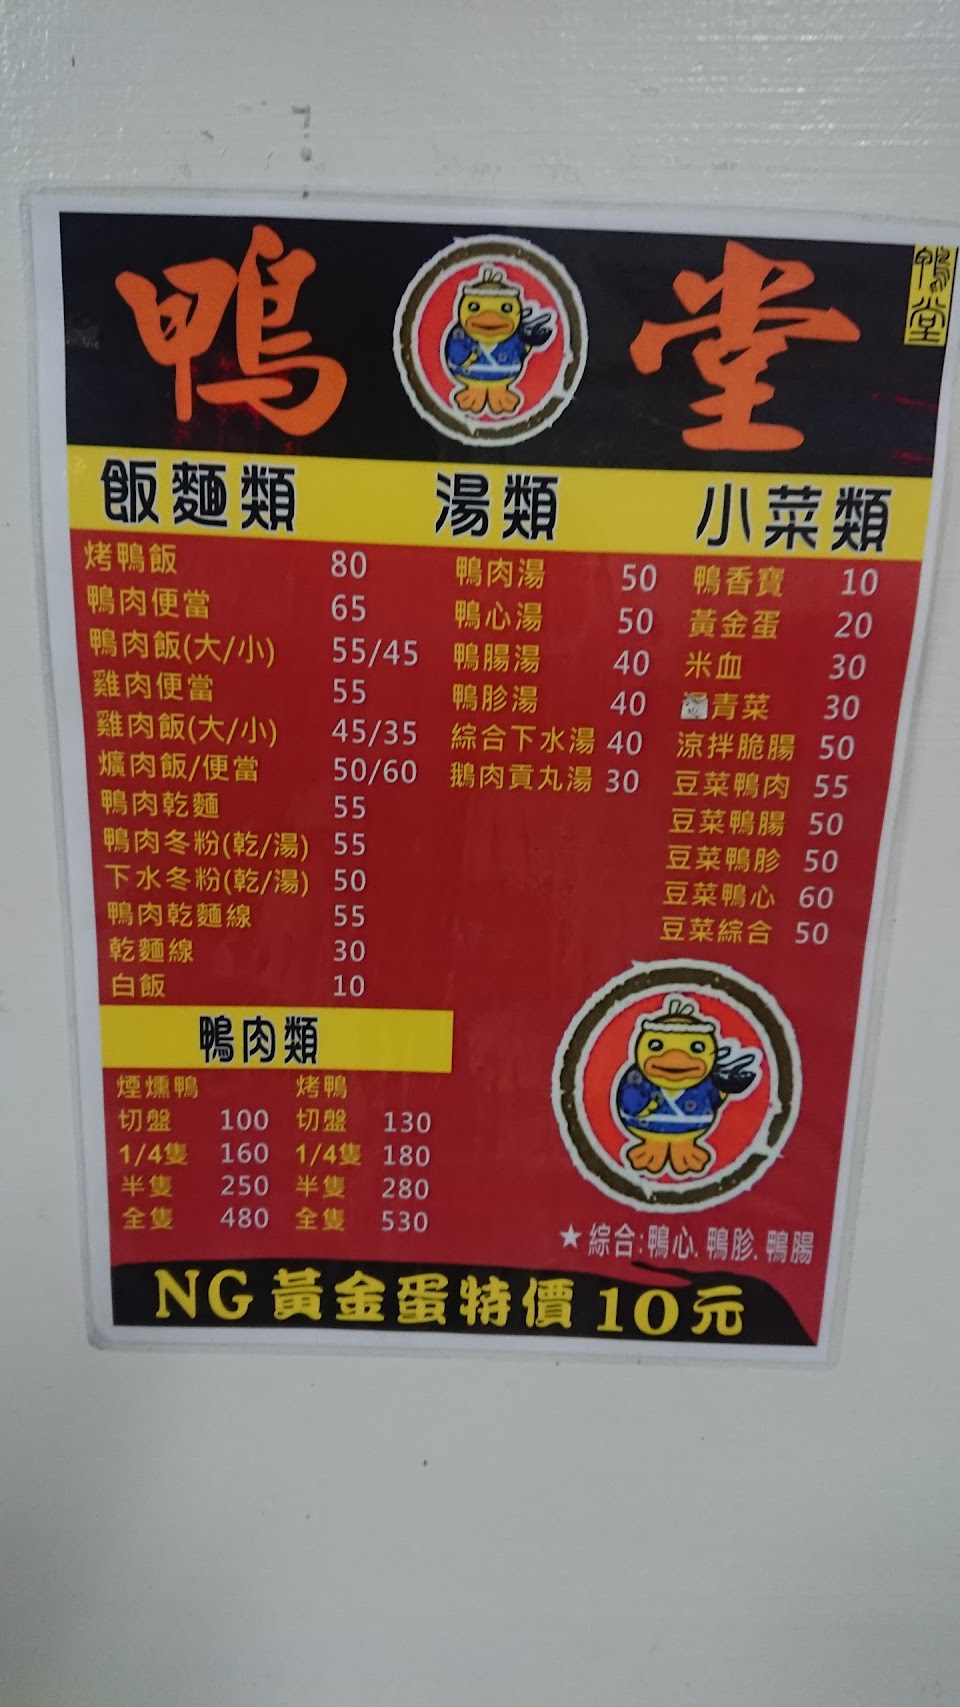 鴨堂
鴨堂
飯麵類
烤鴨飯 80
鴨肉便當 65
鴨肉飯(大/小) 55/45
雞肉便當 55
雞肉飯(大/小) 45/35
爌肉飯/便當 50/60
鴨肉乾麵 55
鴨肉冬粉(乾/湯) 55
下水冬粉(乾/湯) 50
鴨肉乾麵線 55
乾麵線 30
白飯 10
湯類
鴨肉湯 50
鴨心湯 50
鴨腸湯 40
鴨胗湯 40
綜合下水湯 40
鵝肉貢丸湯 30
小菜類
鴨香寶 10
黃金蛋 20
米血 30
青菜 30
涼拌脆腸 50
豆菜鴨肉 55
豆菜鴨腸 50
豆菜鴨胗 50
豆菜鴨心 60
豆菜綜合 50
鴨肉類
煙燻鴨 烤鴨
切盤 100 切盤 130
1/4隻 160 1/4隻 180
半隻 250 半隻 280
全隻 480 全隻 530
★綜合:鴨心.鴨胗.鴨腸
NG黃金蛋特價10元